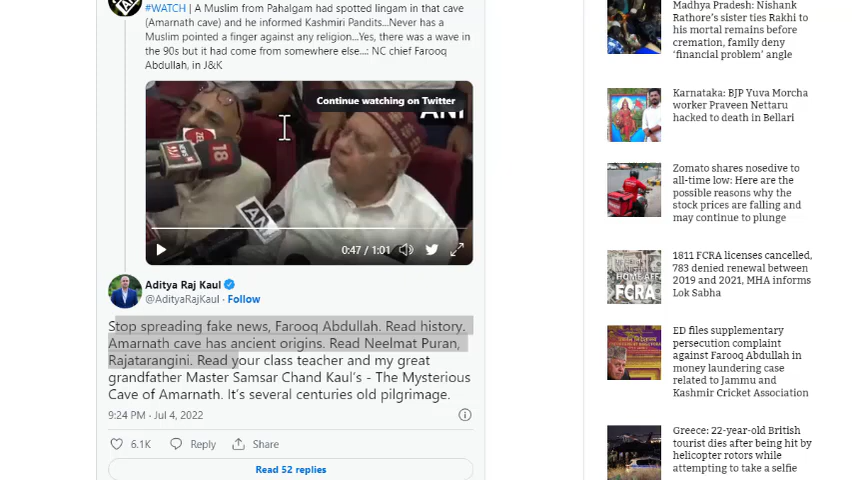 #WATCH | A Muslim from Pahalgam had spotted lingam in that cave
(Amarnath cave) and he informed Kashmiri Pandits...Never has a
Muslim pointed a finger against any religion...Yes, there was a wave in
the 90s but it had come from somewhere else...: NC chief Farooq
Abdullah, in J&K
Continue watching on Twitter
ANI
NEWS 18
ANI
0:47 / 1:01
Aditya Raj Kaul
@AdityaRajKaul · Follow
Stop spreading fake news, Farooq Abdullah. Read history.
Amarnath cave has ancient origins. Read Neelmat Puran,
Rajatarangini. Read your class teacher and my great
grandfather Master Samsar Chand Kaul's - The Mysterious
Cave of Amarnath. It's several centuries old pilgrimage.
9:24 PM · Jul 4, 2022
6.1K Reply Share
Read 52 replies
Madhya Pradesh: Nishank
Rathore's sister ties Rakhi to
his mortal remains before
cremation, family deny
'financial problem' angle
Karnataka: BJP Yuva Morcha
worker Praveen Nettaru
hacked to death in Bellari
Zomato shares nosedive to
all-time low: Here are the
possible reasons why the
stock prices are falling and
may continue to plunge
HOME AFFA
FCRA
1811 FCRA licenses cancelled,
783 denied renewal between
2019 and 2021, MHA informs
Lok Sabha
ED files supplementary
persecution complaint
against Farooq Abdullah in
money laundering case
related to Jammu and
Kashmir Cricket Association
Greece: 22-year-old British
tourist dies after being hit by
helicopter rotors while
attempting to take a selfie